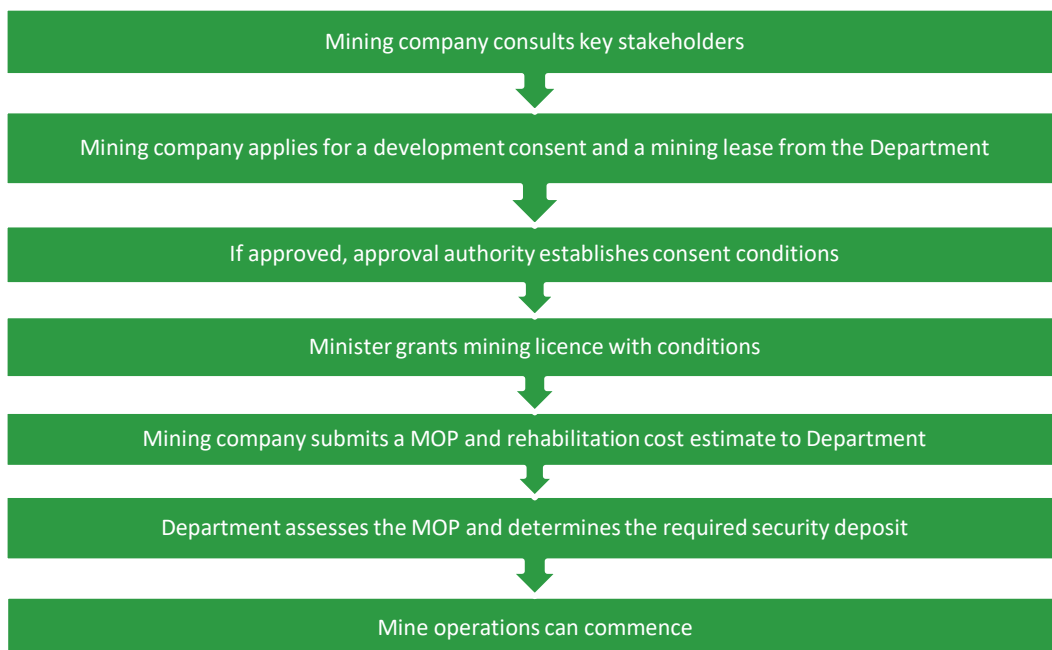 Mining company consults key stakeholders
Mining company applies for a development consent and a mining lease from the Department
If approved, approval authority establishes consent conditions
Minister grants mining licence with conditions
Mining company submits a MOP and rehabilitation cost estimate to Department
Department assesses the MOP and determines the required security deposit
Mine operations can commence